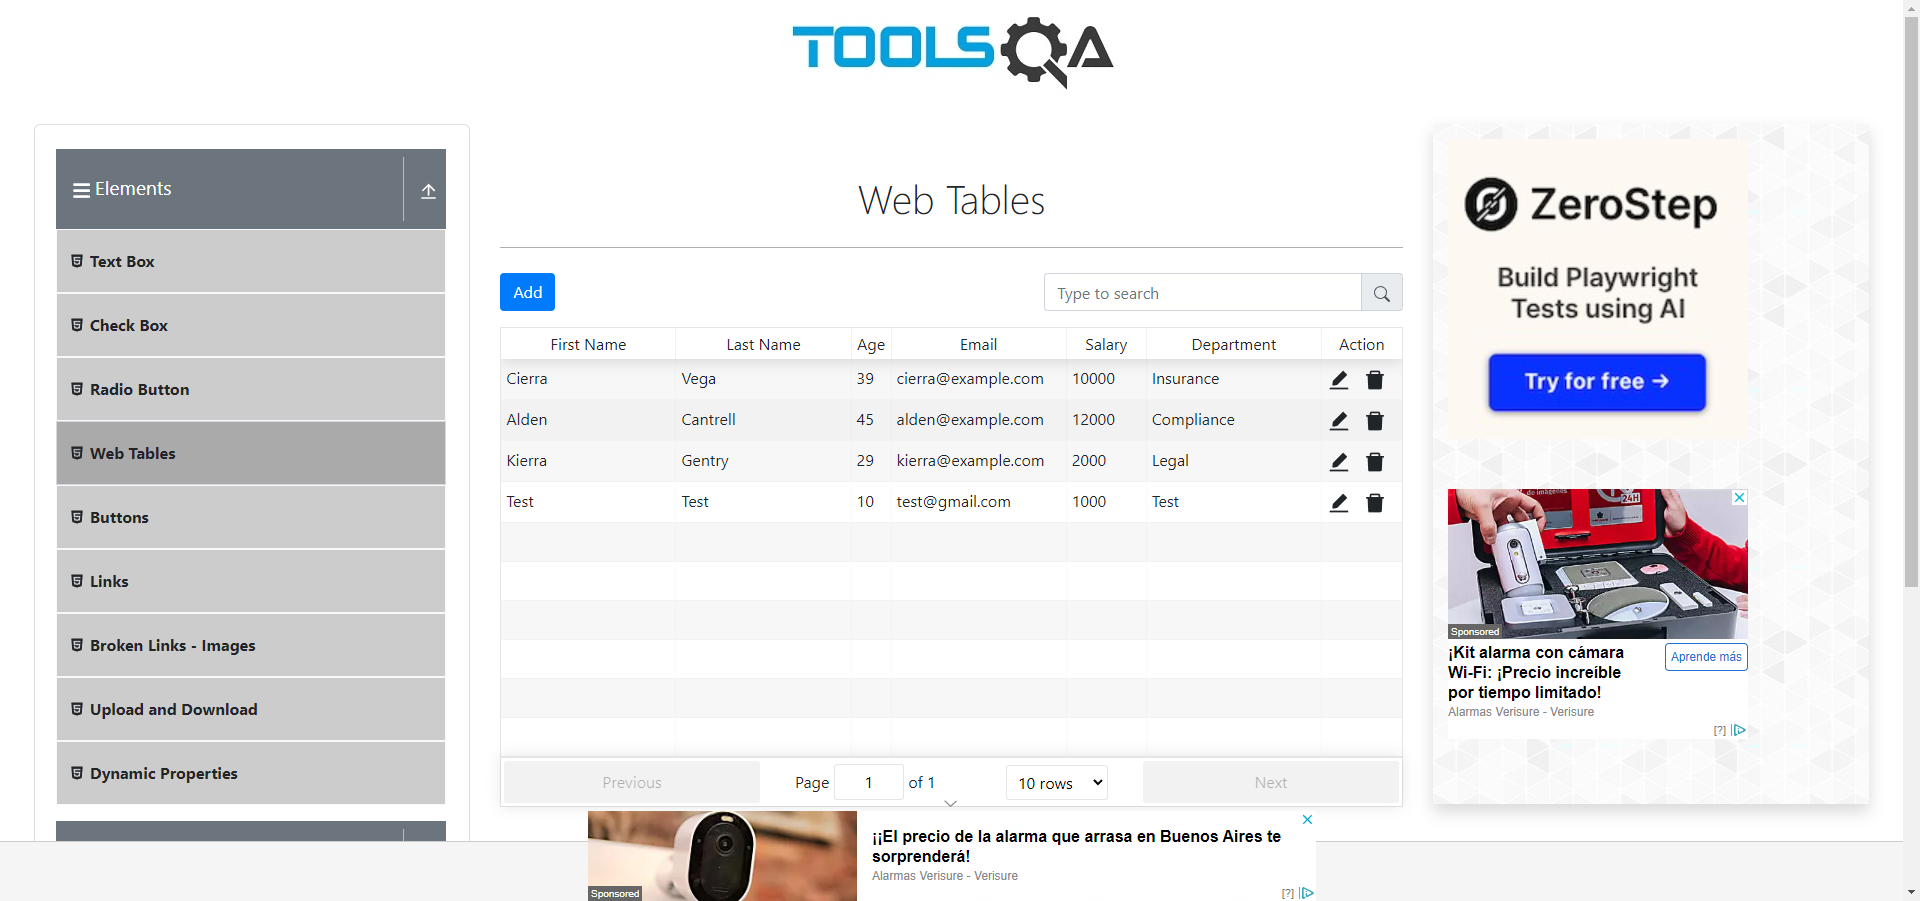 TOOLSQA
Elements
Text Box
Check Box
Radio Button
Web Tables
Buttons
Links
Broken Links - Images
Upload and Download
Dynamic Properties
Web Tables
Add
Type to search
First Name Last Name Age Email Salary Department Action
Cierra Vega 39 cierra@example.com 10000 Insurance
Alden Cantrell 45 alden@example.com 12000 Compliance
Kierra Gentry 29 kierra@example.com 2000 Legal
Test Test 10 test@gmail.com 1000 Test
Previous Page 1 of 1 10 rows Next
ZeroStep
Build Playwright
Tests using AI
Try for free →
24H
Sponsored
¡Kit alarma con cámara
Wi-Fi: ¡Precio increíble
por tiempo limitado!
Aprende más
Alarmas Verisure - Verisure
[?]
¡¡El precio de la alarma que arrasa en Buenos Aires te
sorprenderá!
Alarmas Verisure - Verisure
Sponsored
[?]